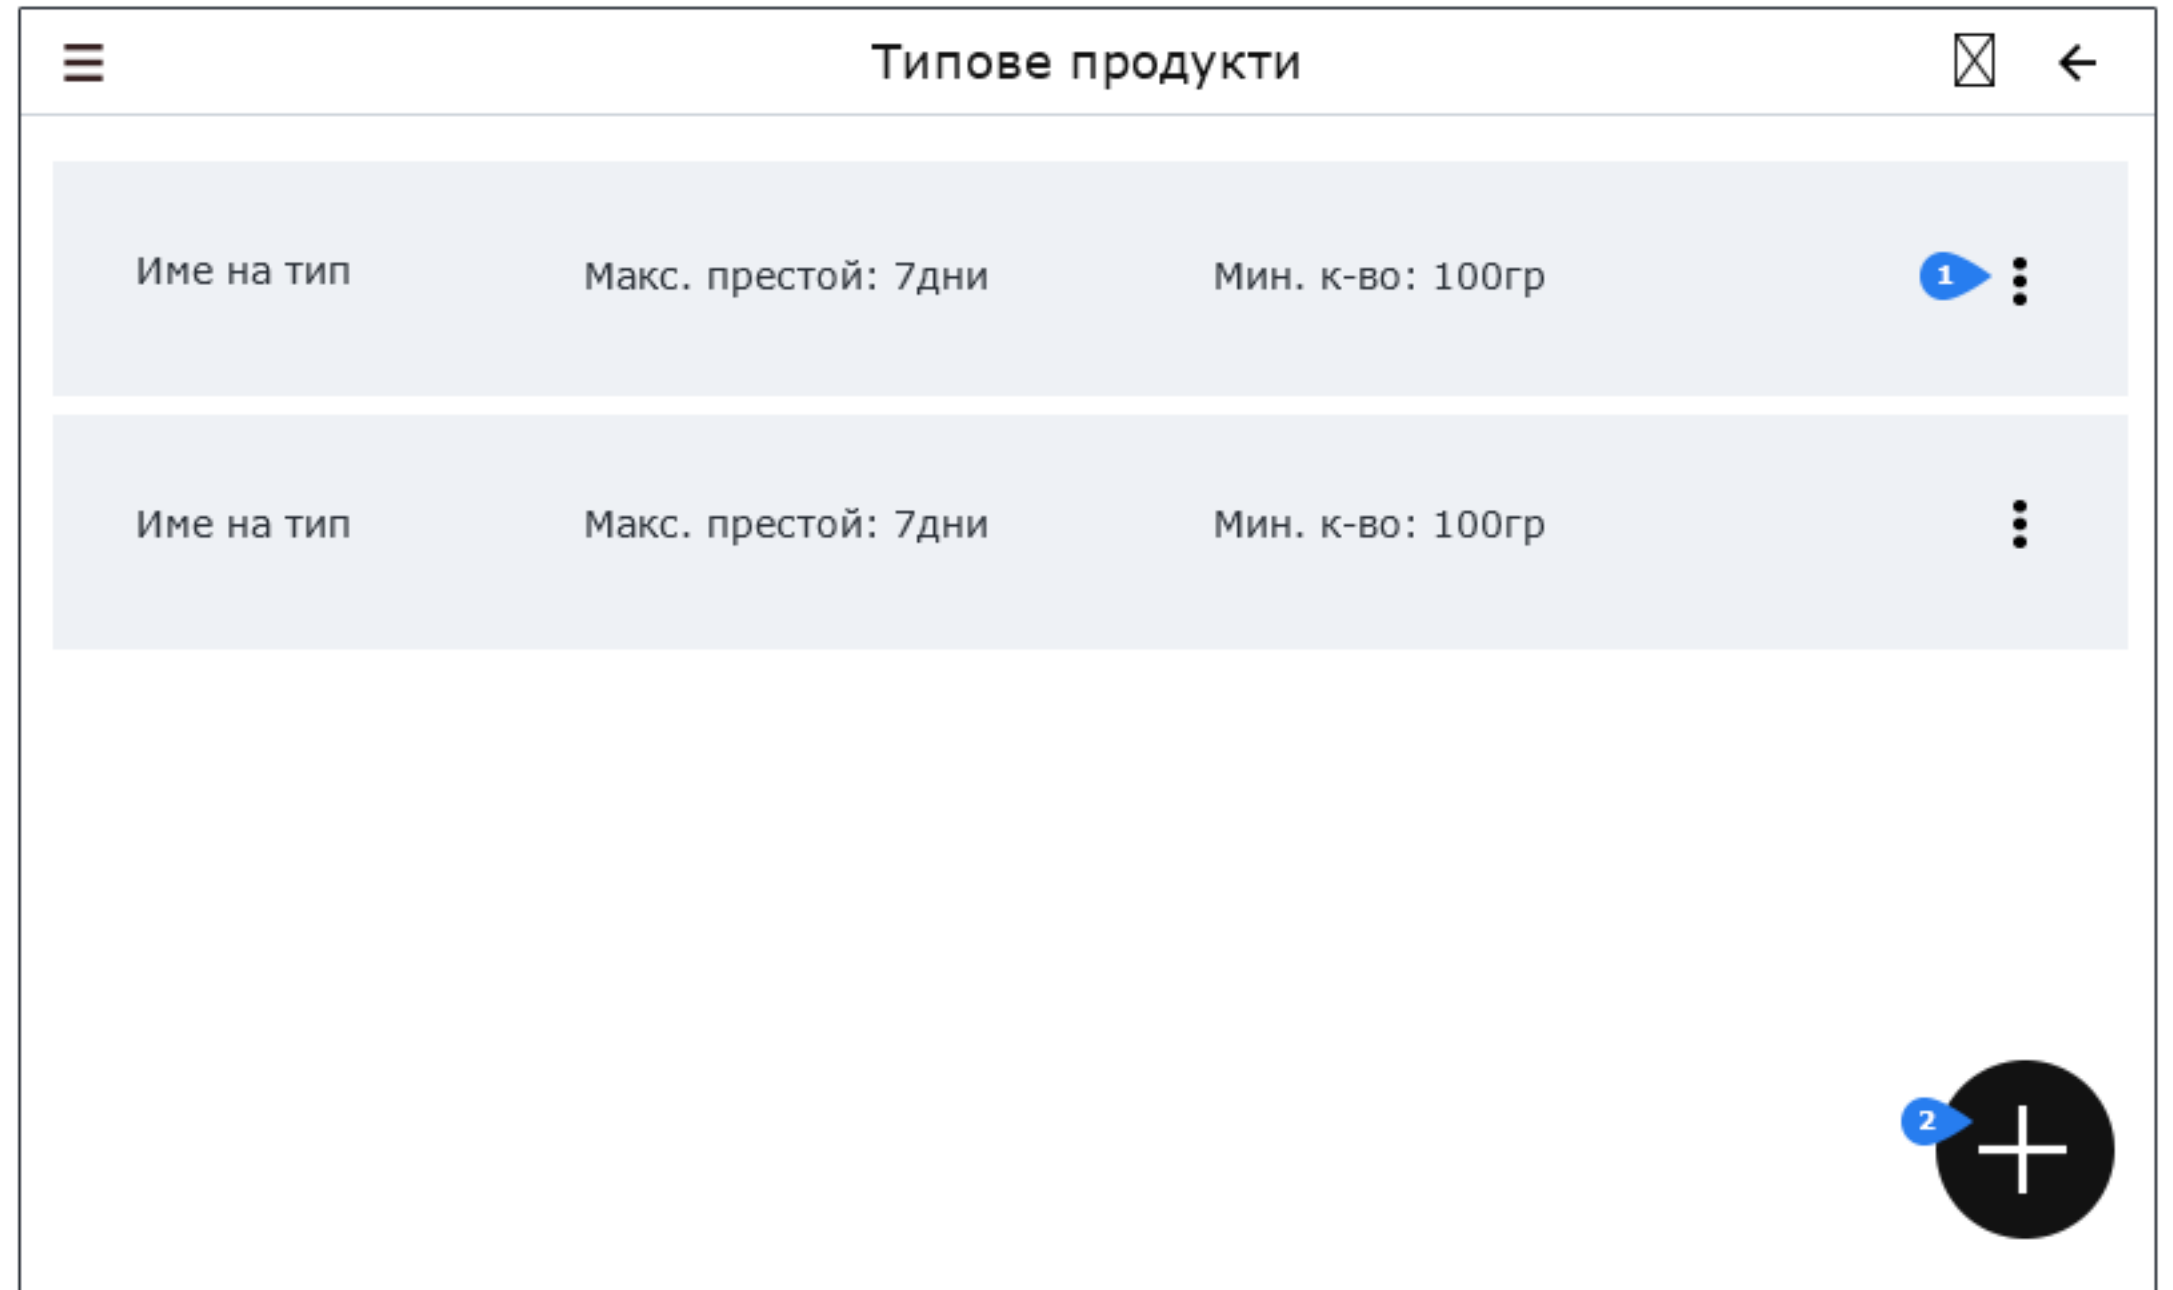 Типове продукти
Име на тип Макс. престой: 7дни Мин. к-во: 100гр 1
Име на тип Макс. престой: 7дни Мин. к-во: 100гр
2